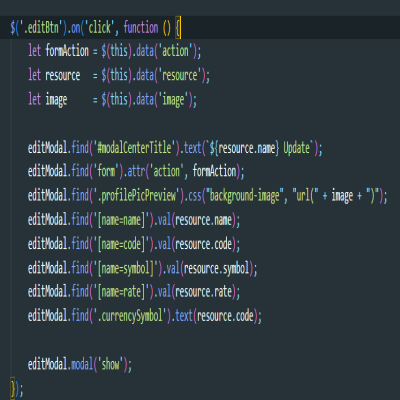 $('.editBtn').on('click', function () {
let formAction = $(this).data('action');
let resource = $(this).data('resource');
let image = $(this).data('image');
editModal.find('#modalCenterTitle').text(`${resource.name} Update`);
editModal.find('form').attr('action', formAction);
editModal.find('.profilePicPreview').css("background-image", "url(" + image + ")");
editModal.find('[name=name]').val(resource.name);
editModal.find('[name=code]').val(resource.code);
editModal.find('[name=symbol]').val(resource.symbol);
editModal.find('[name=rate]').val(resource.rate);
editModal.find('.currencySymbol').text(resource.code);
editModal.modal('show');
});